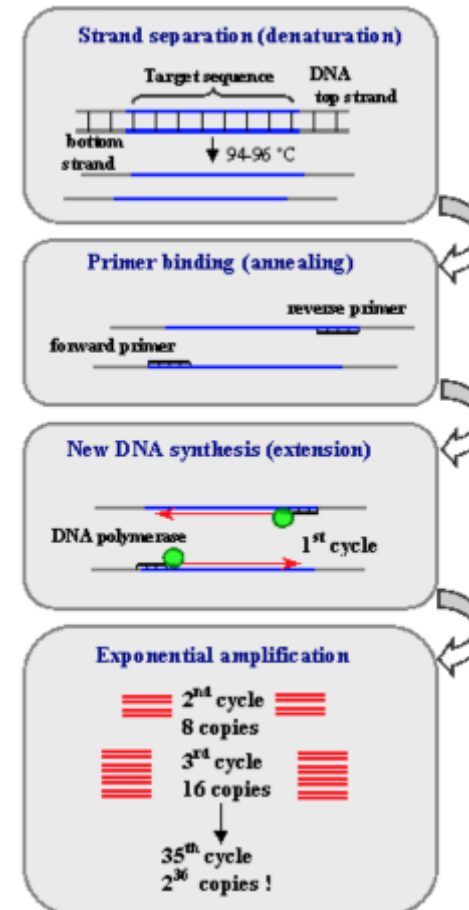 Strand separation (denaturation)
Target sequence
DNA
top strand
bottom
strand
94-96 °C
Primer binding (annealing)
reverse primer
forward primer
New DNA synthesis (extension)
DNA polymerase
1st cycle
Exponential amplification
2nd cycle
8 copies
3rd cycle
16 copies
35th cycle
2^36 copies !